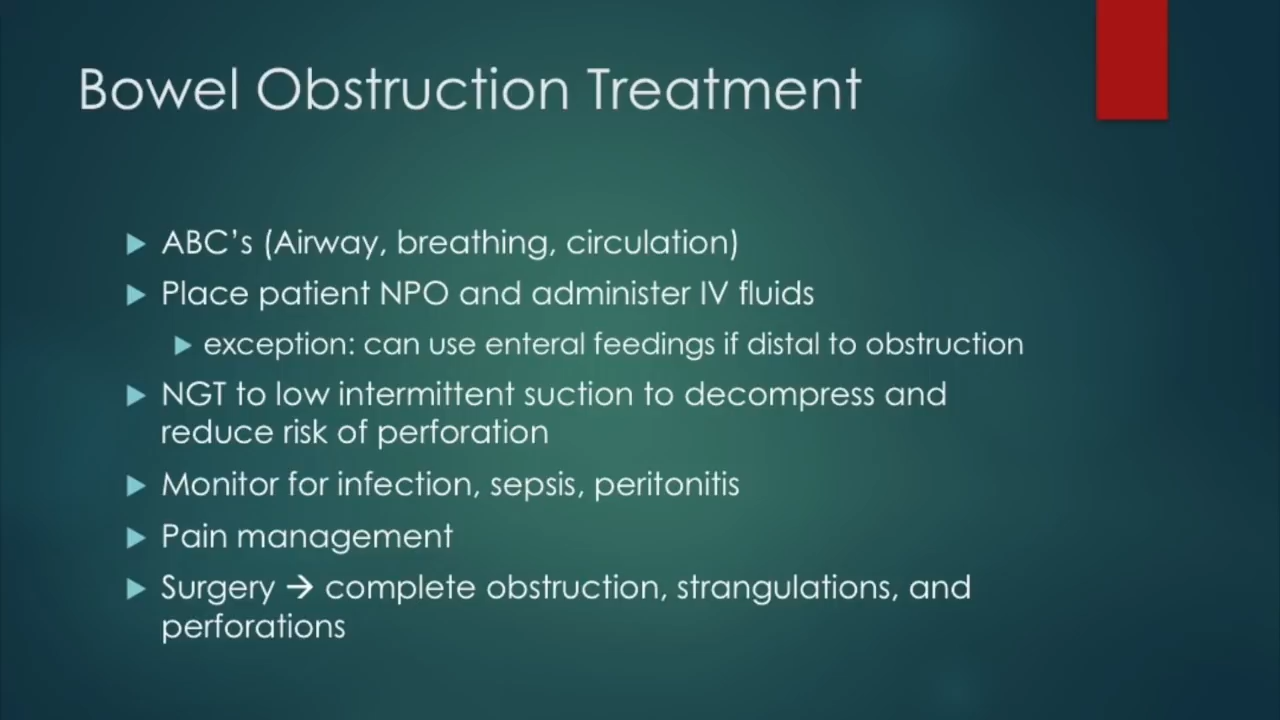 Bowel Obstruction Treatment
ABC’s (Airway, breathing, circulation)
Place patient NPO and administer IV fluids
exception: can use enteral feedings if distal to obstruction
NGT to low intermittent suction to decompress and
reduce risk of perforation
Monitor for infection, sepsis, peritonitis
Pain management
Surgery → complete obstruction, strangulations, and
perforations